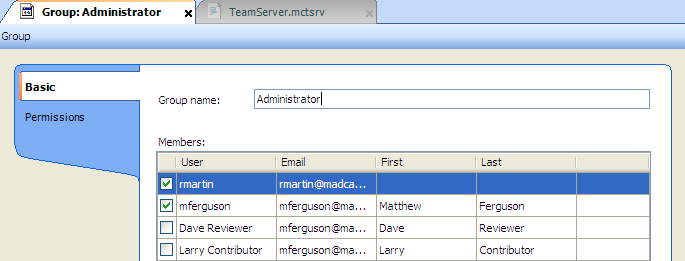 Group: Administrator TeamServer.mctsrv
Group
Basic
Permissions
Group name: Administrator
Members:
User Email First Last
rmartin rmartin@madca...
mferguson mferguson@ma... Matthew Ferguson
Dave Reviewer mferguson@ma... Dave Reviewer
Larry Contributor mferguson@ma... Larry Contributor